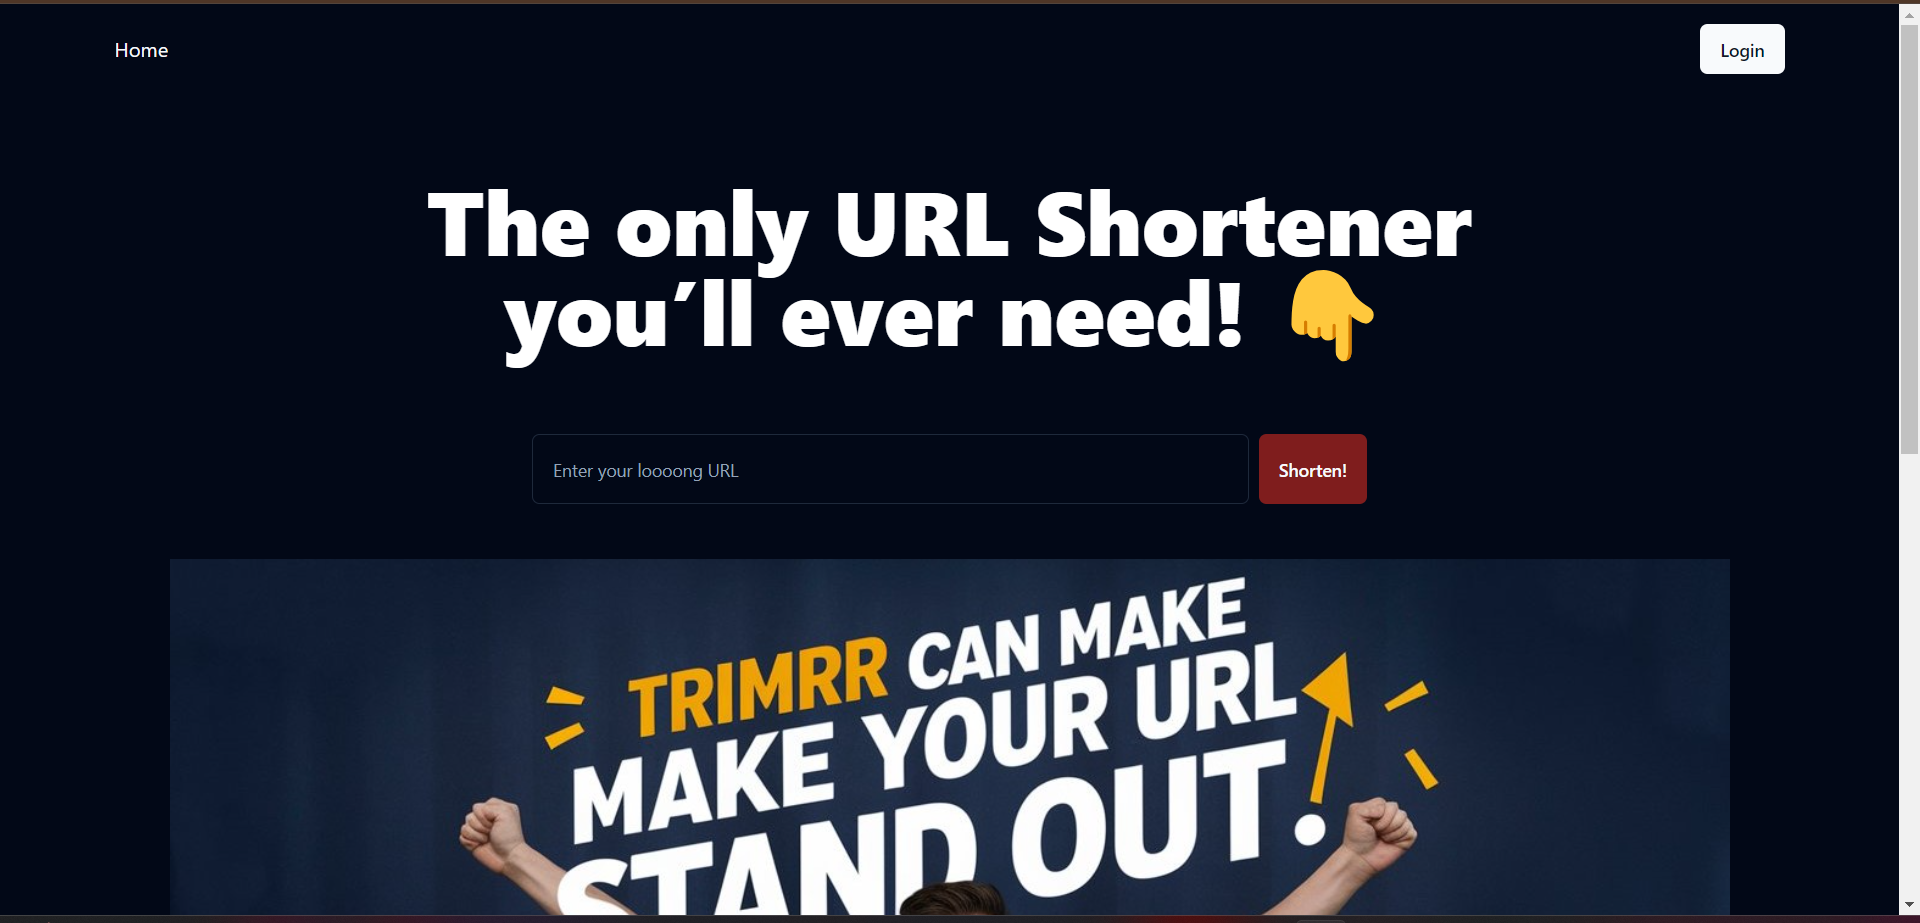 Home
Login
The only URL Shortener
you’ll ever need! 👇
Enter your loooong URL
Shorten!
TRIMRR CAN MAKE
MAKE YOUR URL
STAND OUT!